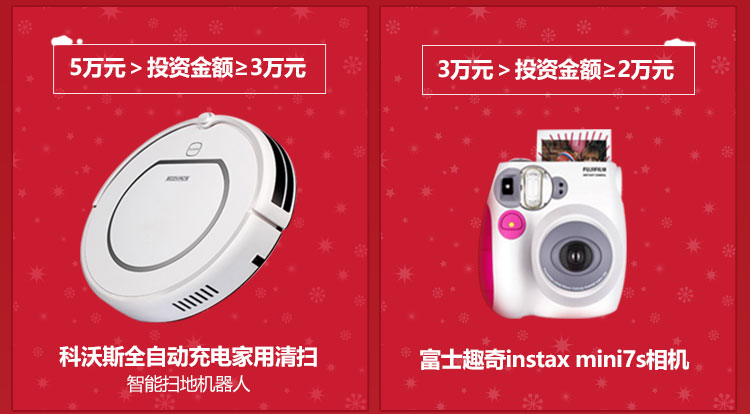 5万元＞投资金额≥3万元
科沃斯全自动充电家用清扫
智能扫地机器人
3万元＞投资金额≥2万元
FUJIFILM
富士趣奇instax mini7s相机